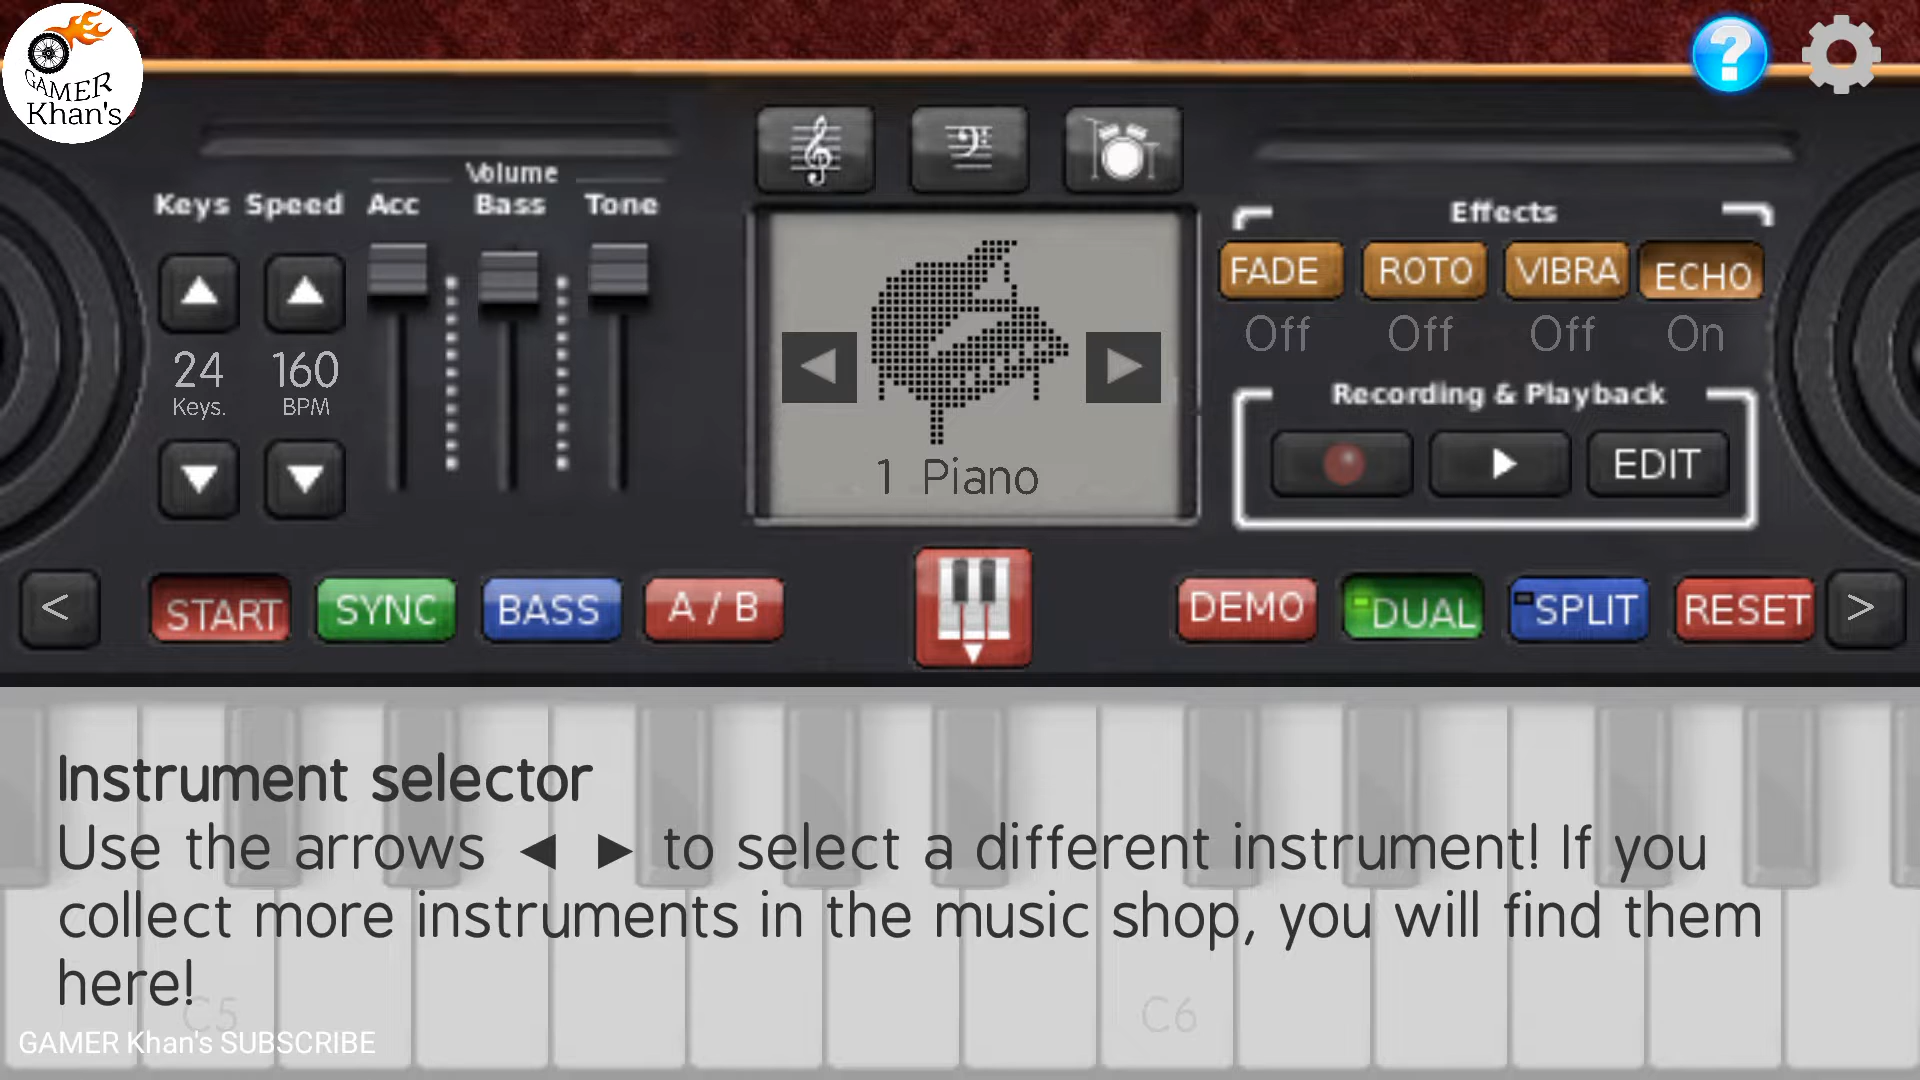 GAMER
Khan's
?
Volume
Keys Speed Acc Bass Tone
24
Keys.
160
BPM
1 Piano
Effects
FADE ROTO VIBRA ECHO
Off Off Off On
Recording & Playback
EDIT
< START SYNC BASS A / B DEMO DUAL SPLIT RESET >
Instrument selector
Use the arrows ◀ ▶ to select a different instrument! If you
collect more instruments in the music shop, you will find them
here!
C5 C6
GAMER Khan's SUBSCRIBE